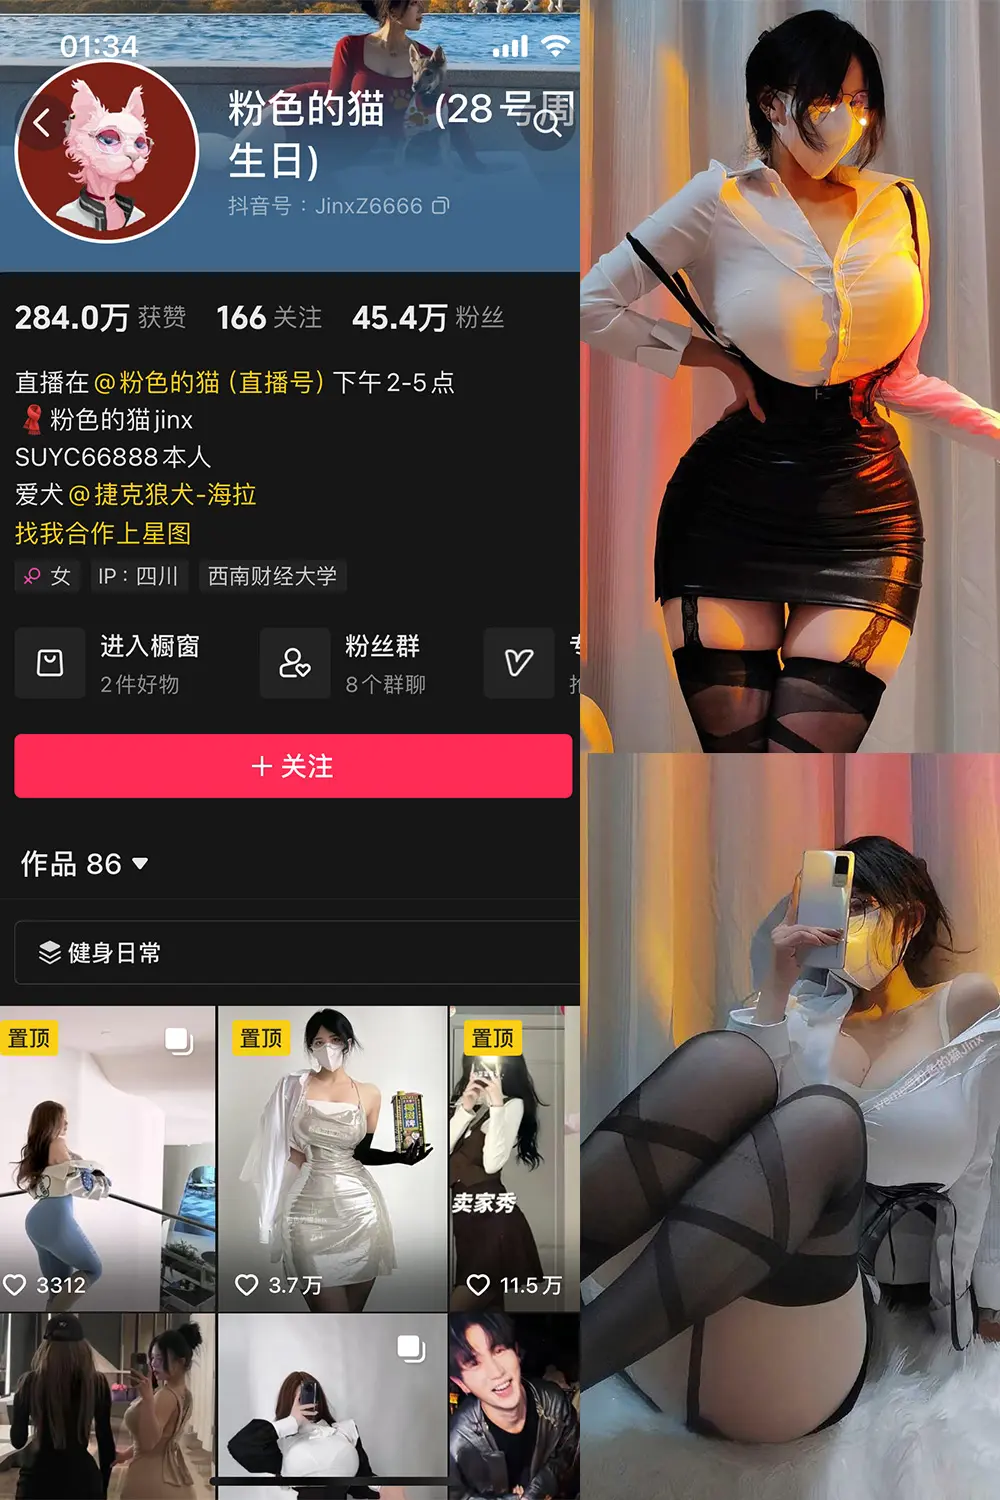 01:34
粉色的猫 (28号周
生日)
抖音号：JinxZ6666
284.0万 获赞 166 关注 45.4万 粉丝
直播在@粉色的猫（直播号）下午2-5点
粉色的猫jinx
SUYC66888本人
爱犬@捷克狼犬-海拉
找我合作上星图
女 IP：四川 西南财经大学
进入橱窗
2件好物
粉丝群
8个群聊
+ 关注
作品 86
健身日常
置顶
3312
置顶
椰树牌
3.7万
置顶
卖家秀
11.5万